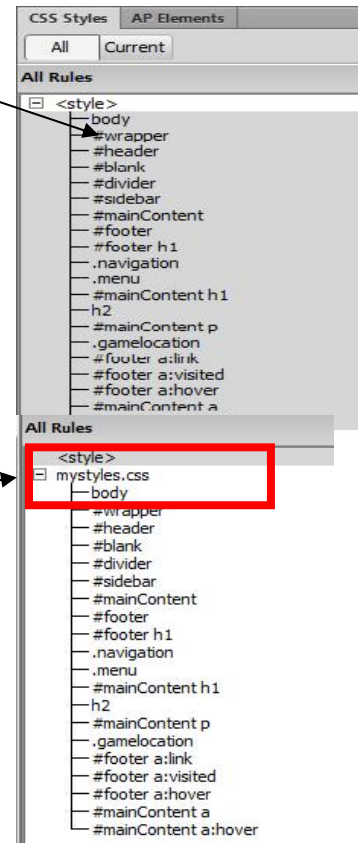 CSS Styles AP Elements
All Current
All Rules
<style>
body
#wrapper
#header
#blank
#divider
#sidebar
#mainContent
#footer
#footer h1
.navigation
.menu
#mainContent h1
h2
#mainContent p
.gamelocation
#footer a:link
#footer a:visited
#footer a:hover
#mainContent a
All Rules
<style>
mystyles.css
body
#wrapper
#header
#blank
#divider
#sidebar
#mainContent
#footer
#footer h1
.navigation
.menu
#mainContent h1
h2
#mainContent p
.gamelocation
#footer a:link
#footer a:visited
#footer a:hover
#mainContent a
#mainContent a:hover